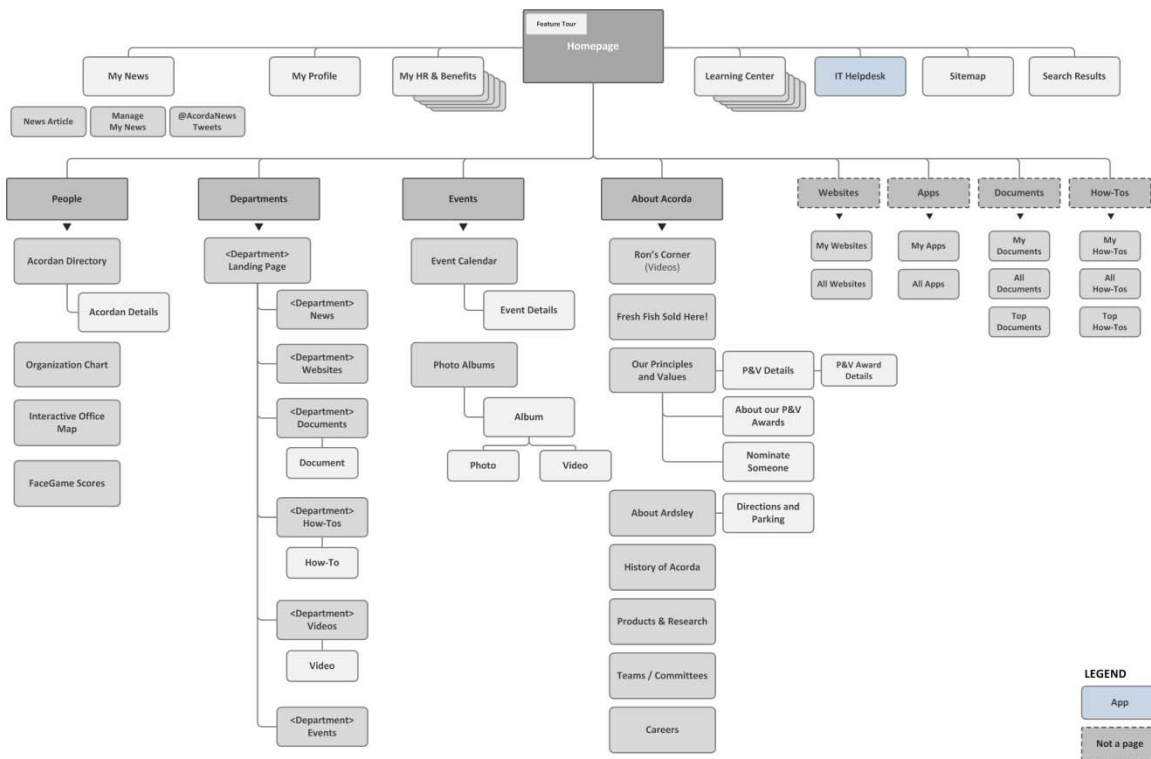 Feature Tour
Homepage
My News
My Profile
My HR & Benefits
Learning Center
IT Helpdesk
Sitemap
Search Results
News Article
Manage
My News
@AcordaNews
Tweets
People
Departments
Events
About Acorda
Websites
Apps
Documents
How-Tos
Acordan Directory
Acordan Details
Organization Chart
Interactive Office
Map
FaceGame Scores
<Department>
Landing Page
<Department>
News
<Department>
Websites
<Department>
Documents
Document
<Department>
How-Tos
How-To
<Department>
Videos
Video
<Department>
Events
Event Calendar
Event Details
Photo Albums
Album
Photo
Video
Ron's Corner
(Videos)
Fresh Fish Sold Here!
Our Principles
and Values
P&V Details
P&V Award
Details
About our P&V
Awards
Nominate
Someone
About Ardsley
Directions and
Parking
History of Acorda
Products & Research
Teams / Committees
Careers
My Websites
All Websites
My Apps
All Apps
My
Documents
All
Documents
Top
Documents
My
How-Tos
All
How-Tos
Top
How-Tos
LEGEND
App
Not a page